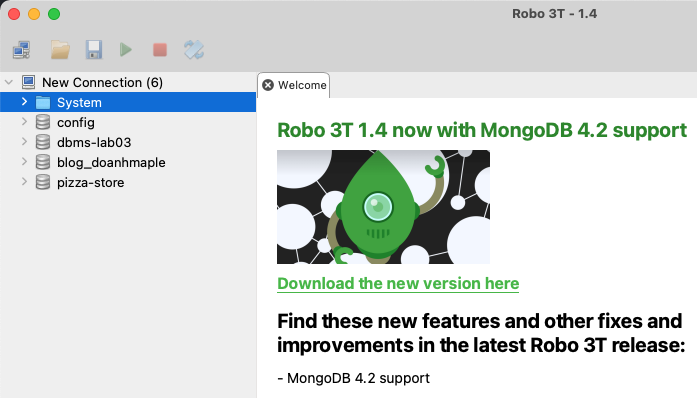 Robo 3T - 1.4
New Connection (6)
System
config
dbms-lab03
blog_doanhmaple
pizza-store
Welcome
Robo 3T 1.4 now with MongoDB 4.2 support
Download the new version here
Find these new features and other fixes and
improvements in the latest Robo 3T release:
- MongoDB 4.2 support